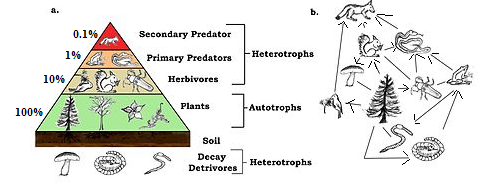 a.
b.
0.1%
Secondary Predator
1%
Primary Predators
Heterotrophs
10%
Herbivores
100%
Plants
Autotrophs
Soil
Decay
Detrivores
Heterotrophs